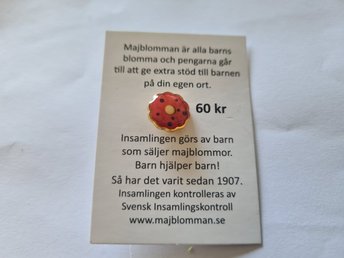 Majblomman är alla barns
blomma och pengarna går
till att ge extra stöd till barnen
på din egen ort.
60 kr
Insamlingen görs av barn
som säljer majblommor.
Barn hjälper barn!
Så har det varit sedan 1907.
Insamlingen kontrolleras av
Svensk Insamlingskontroll
www.majblomman.se